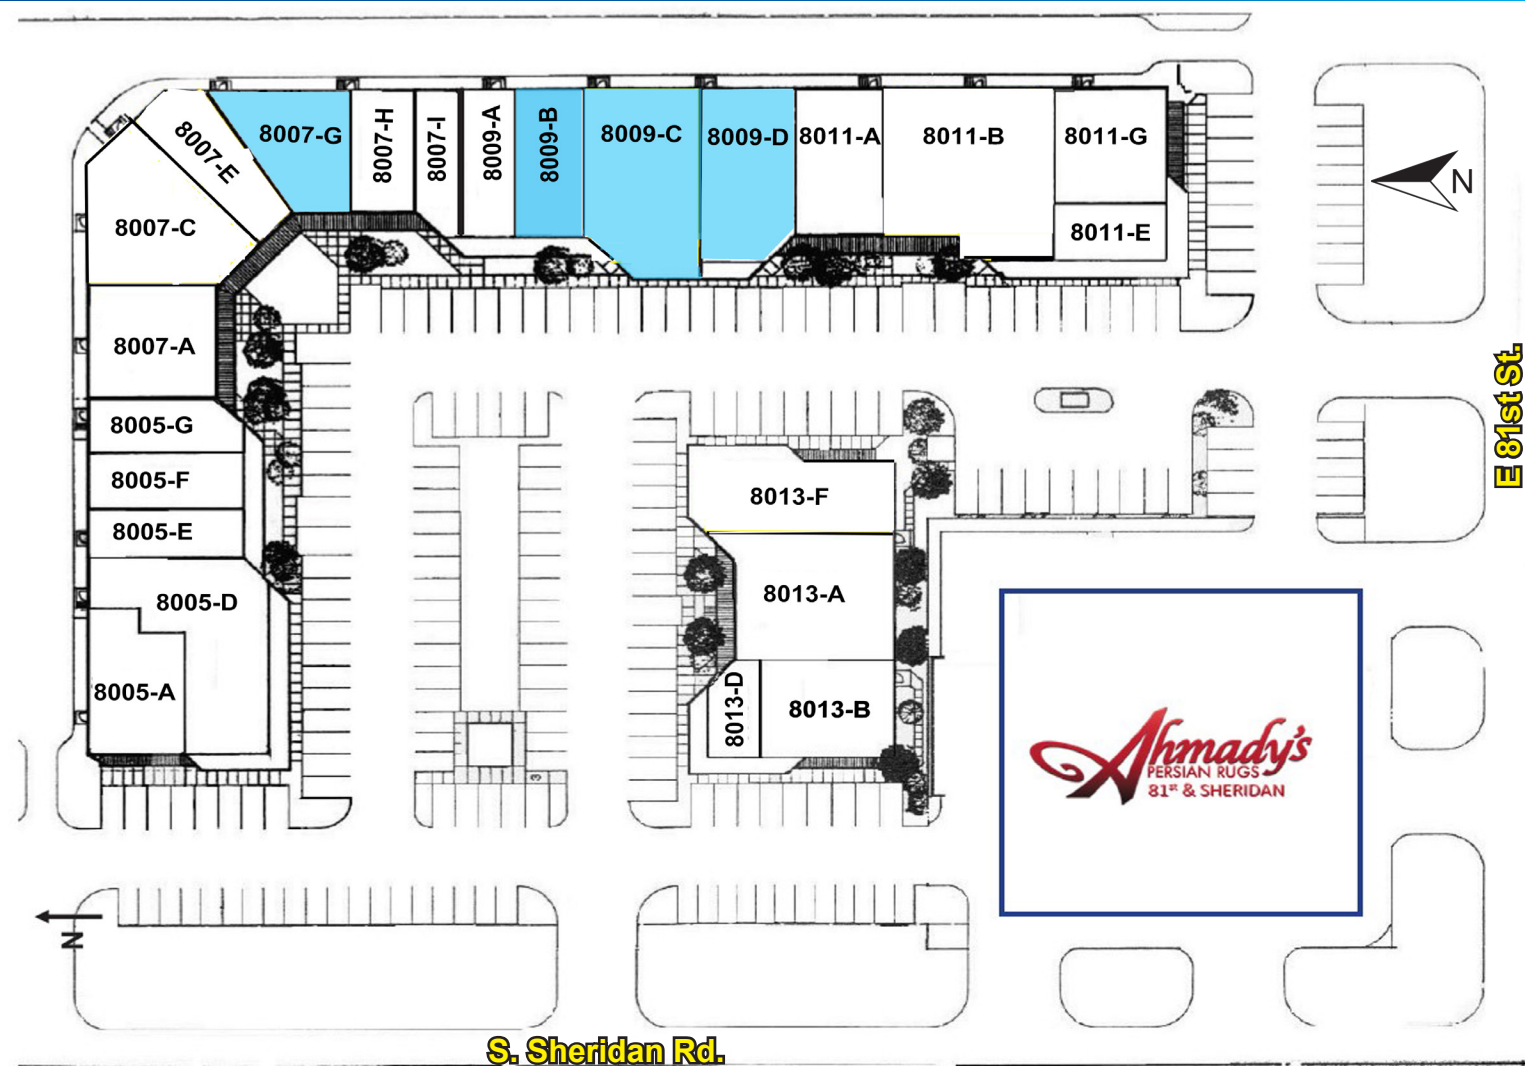 8007-E
8007-G
8007-H
8007-I
8009-A
8009-B
8009-C
8009-D
8011-A
8011-B
8011-G
8011-E
N
8007-C
8007-A
8005-G
8005-F
8005-E
8005-D
8005-A
8013-F
8013-A
8013-D
8013-B
3
E 81st St.
Ahmady's
PERSIAN RUGS
81st & SHERIDAN
N
S. Sheridan Rd.